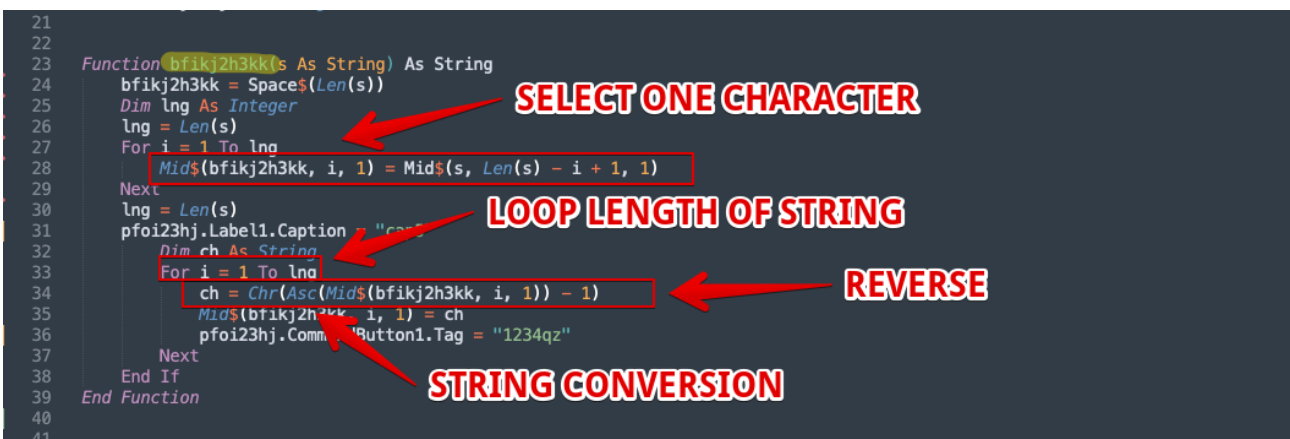 21
22
23 Function bfikj2h3kk(s As String) As String
24 bfikj2h3kk = Space$(Len(s))
SELECT ONE CHARACTER
25 Dim lng As Integer
26 lng = Len(s)
27 For i = 1 To lng
28 Mid$(bfikj2h3kk, i, 1) = Mid$(s, Len(s) - i + 1, 1)
29 Next
30 lng = Len(s)
LOOP LENGTH OF STRING
31 pfoi23hj.Label1.Caption = 
32 Dim ch As String
33 For i = 1 To lng
REVERSE
34 ch = Chr(Asc(Mid$(bfikj2h3kk, i, 1)) - 1)
35 Mid$(bfikj2h3kk, i, 1) = ch
36 pfoi23hj.CommandButton1.Tag = "1234qz"
37 Next
38 End If
STRING CONVERSION
39 End Function
40
41